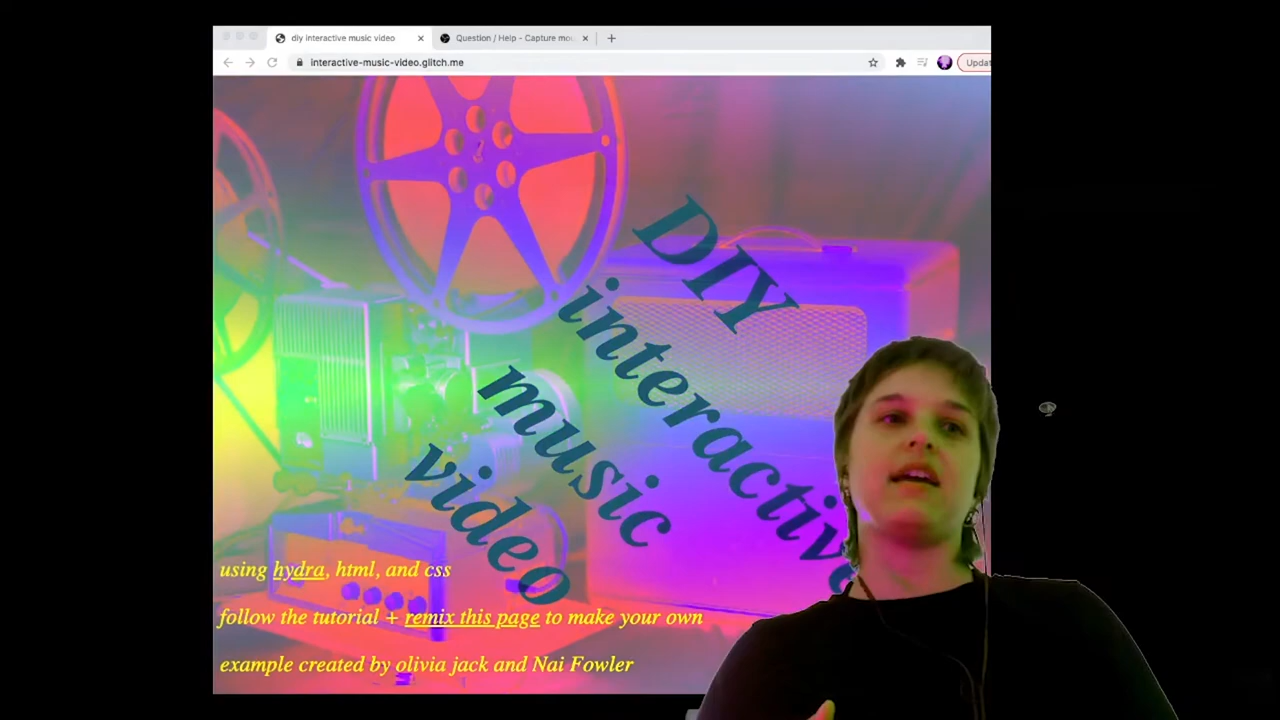 diy interactive music video
Question / Help - Capture mou
interactive-music-video.glitch.me
Updat
DIY
interactive
music
video
using hydra, html, and css
follow the tutorial + remix this page to make your own
example created by olivia jack and Nai Fowler